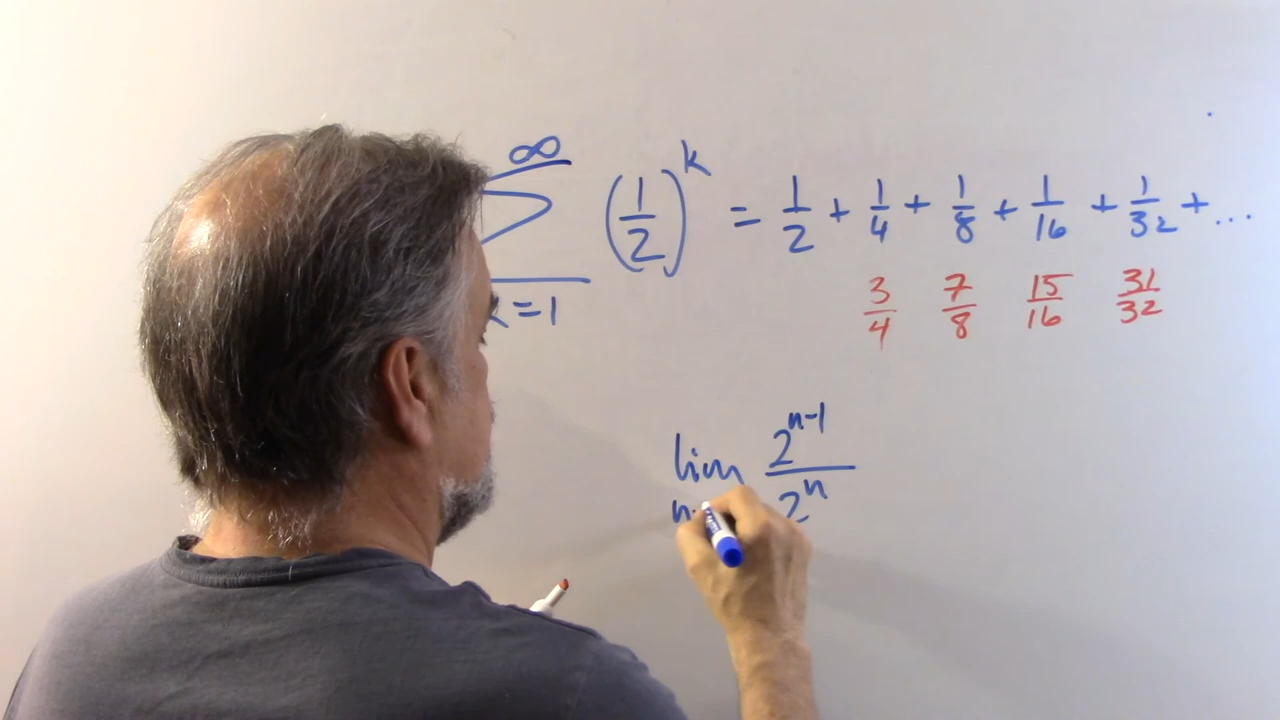 ∞
∑ (1/2)^k = 1/2 + 1/4 + 1/8 + 1/16 + 1/32 + ...
k=1
3/4 7/8 15/16 31/32
lim 2^{n-1}/2^n
n